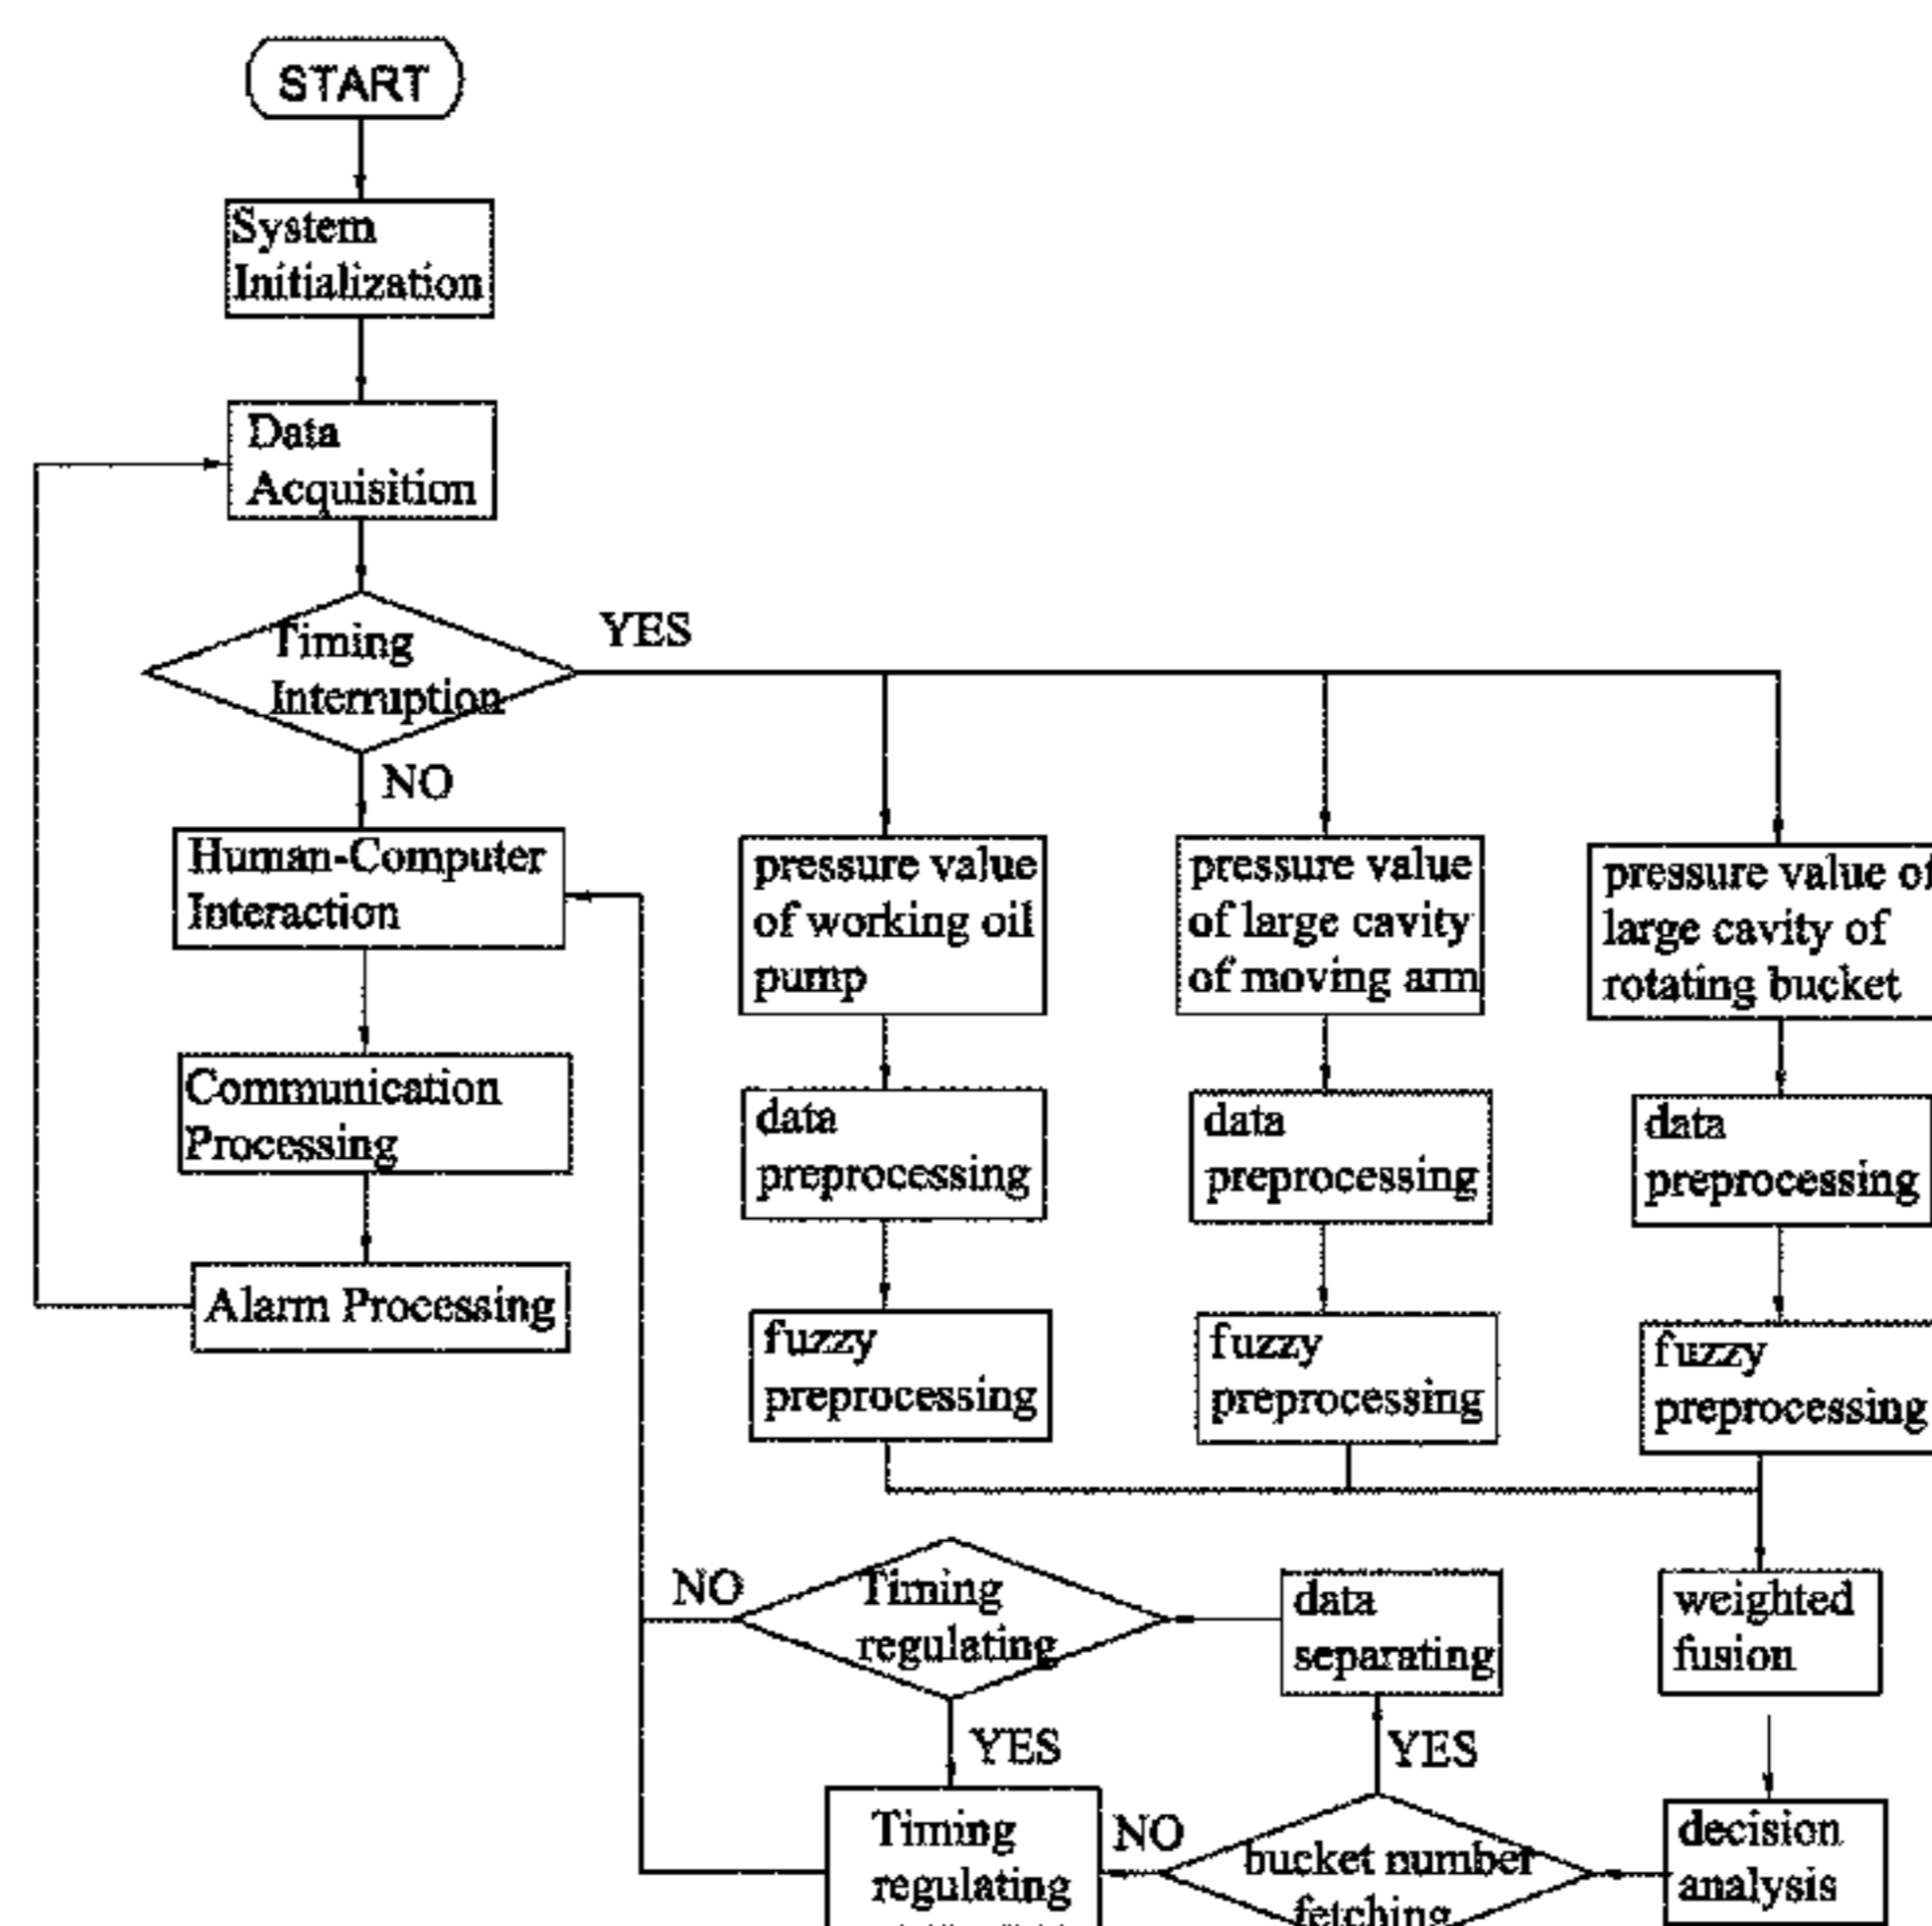 START
System
Initialization
Data
Acquisition
Timing
Interruption
YES
NO
Human-Computer
Interaction
Communication
Processing
Alarm Processing
pressure value
of working oil
pump
data
preprocessing
fuzzy
preprocessing
pressure value
of large cavity
of moving arm
data
preprocessing
fuzzy
preprocessing
pressure value of
large cavity of
rotating bucket
data
preprocessing
fuzzy
preprocessing
weighted
fusion
decision
analysis
bucket number
fetching
YES
NO
data
separating
Timing
regulating
NO
YES
Timing
regulating